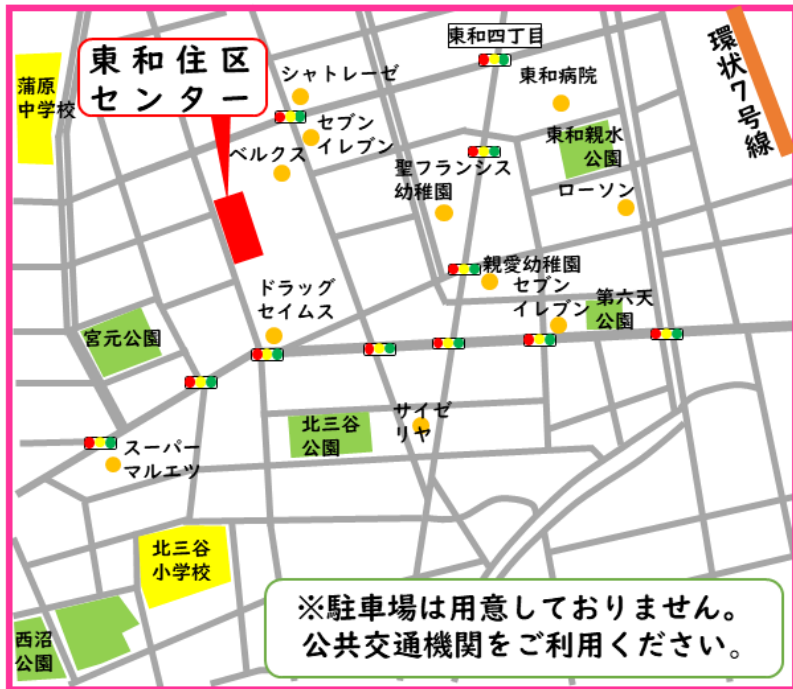 東和四丁目
環状7号線
東和住区
センター
シャトレーゼ
東和病院
蒲原
中学校
セブン
イレブン
東和親水
公園
ベルクス
聖フランシス
幼稚園
ローソン
親愛幼稚園
セブン
イレブン
第六天
公園
ドラッグ
セイムス
宮元公園
サイゼ
リヤ
北三谷
公園
スーパー
マルエツ
北三谷
小学校
西沼
公園
※駐車場は用意しておりません。
公共交通機関をご利用ください。